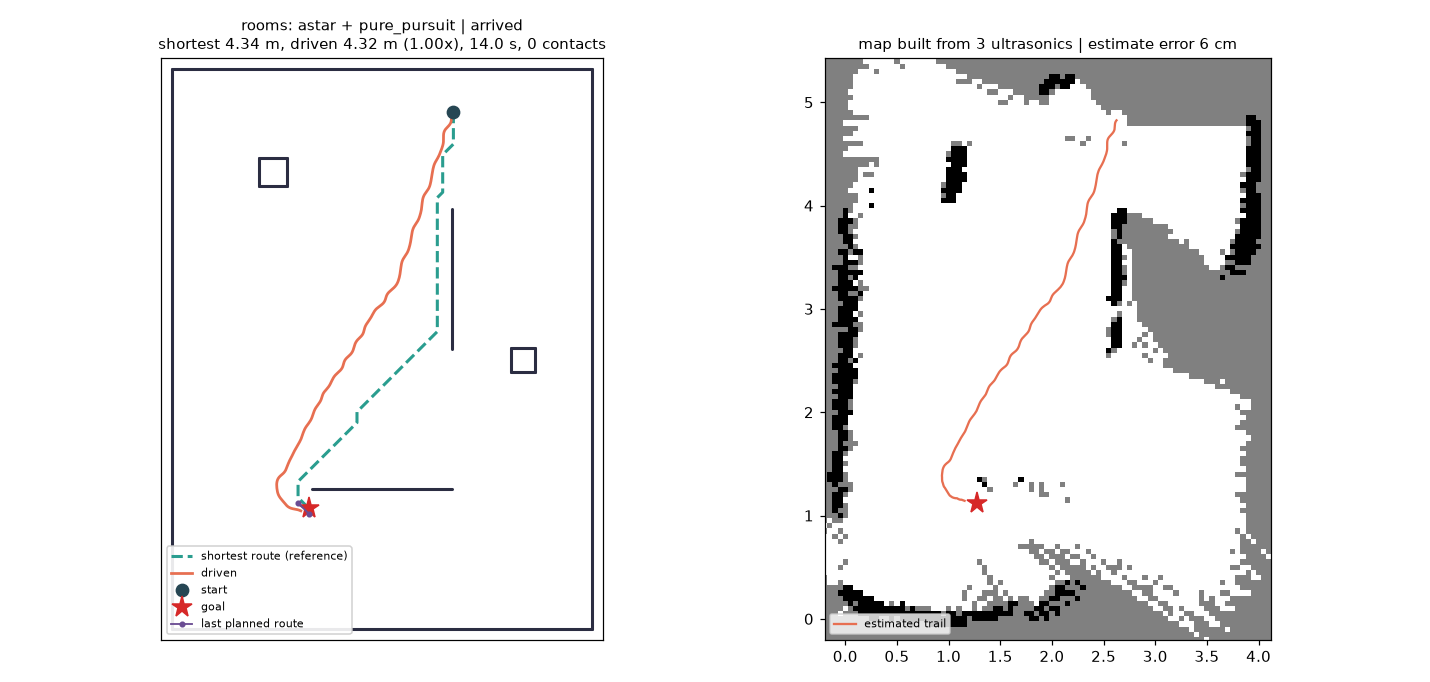 rooms: astar + pure_pursuit | arrived
shortest 4.34 m, driven 4.32 m (1.00x), 14.0 s, 0 contacts
shortest route (reference)
driven
start
goal
last planned route
map built from 3 ultrasonics | estimate error 6 cm
5
4
3
2
1
0
estimated trail
0.0 0.5 1.0 1.5 2.0 2.5 3.0 3.5 4.0